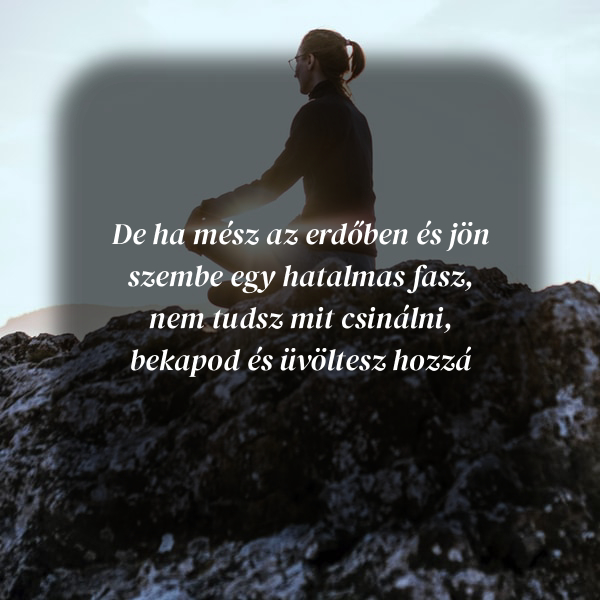 De ha mész az erdőben és jön
szembe egy hatalmas fasz,
nem tudsz mit csinálni,
bekapod és üvöltesz hozzá